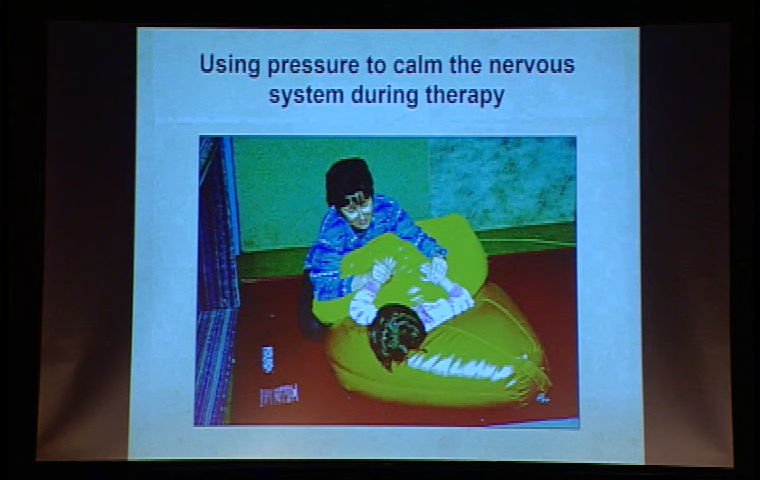 Using pressure to calm the nervous
system during therapy